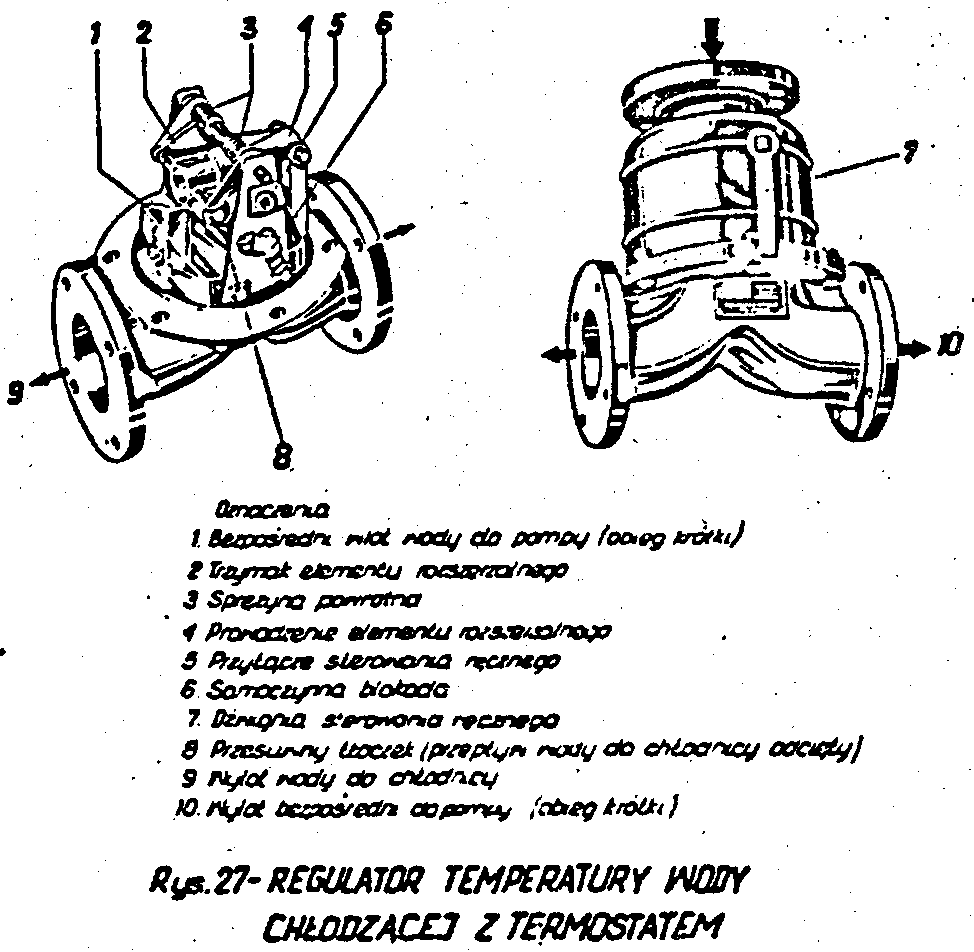 1 2 3 4 5 6
7
9
10
8
Oznaczenia
1. Bezpośredni wlot wody do pompy (obieg krótki)
2 Trzymak elementu rozszerzalnego
3 Sprężyna powrotna
4 Prowadzenie elementu rozszerzalnego
5 Przyłącze sterowania ręcznego
6. Samoczynna blokada
7. Dźwignia sterowania ręcznego
8 Przesuwny tłoczek (przepływ wody do chłodnicy odcięty)
9 Wylot wody do chłodnicy
10. Wylot bezpośredni do pompy (obieg krótki)
Rys. 27- REGULATOR TEMPERATURY WODY
CHŁODZĄCEJ Z TERMOSTATEM